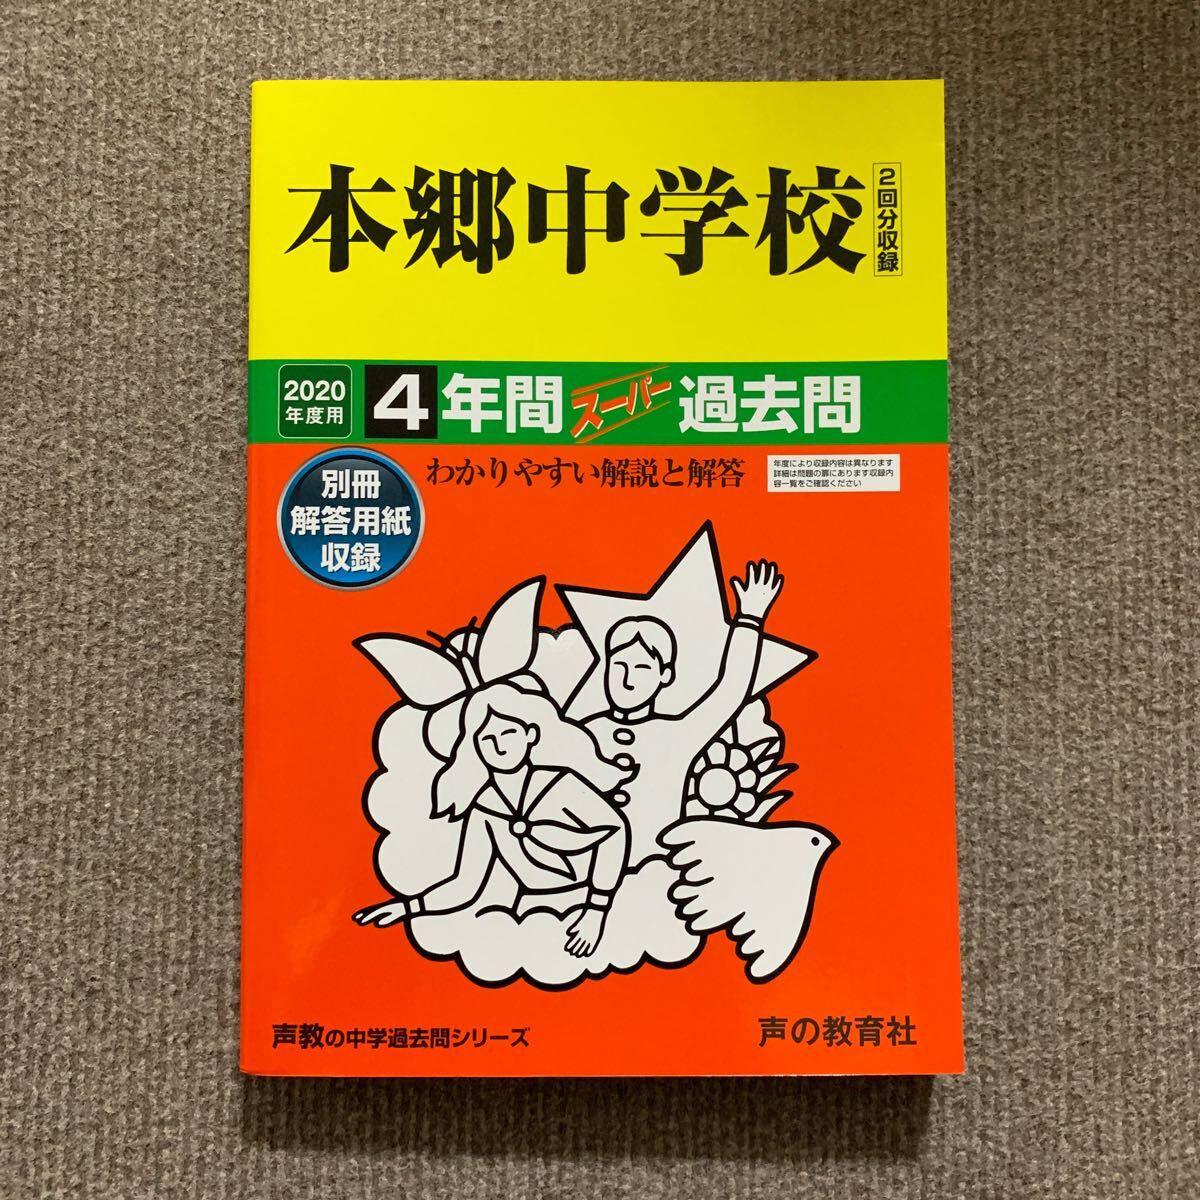 本郷中学校
2回分収録
2020
年度用
4年間スーパー過去問
別冊
解答用紙
収録
わかりやすい解説と解答
年度により収録内容は異なります
詳細は問題の扉にあります収録内
容一覧をご確認ください
声教の中学過去問シリーズ
声の教育社